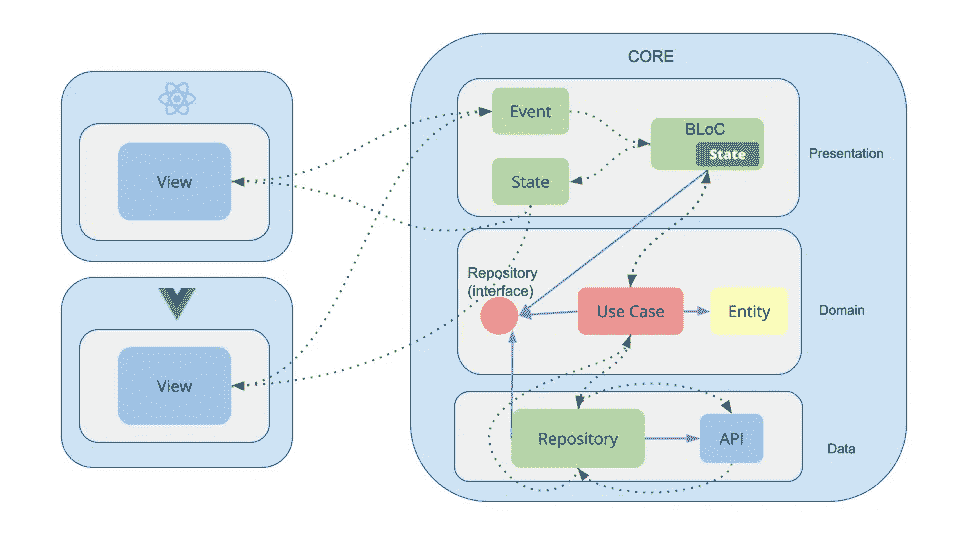 CORE
View
Event
BLoC
State
State
Presentation
View
Repository
(interface)
Use Case
Entity
Domain
Repository
API
Data